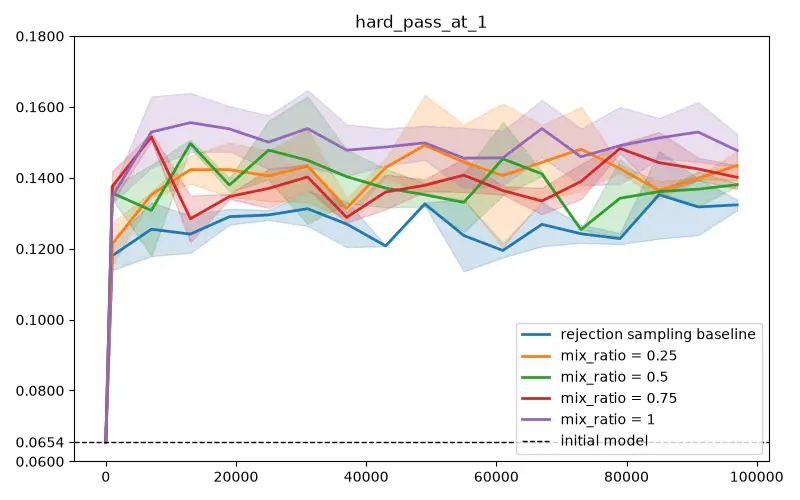 hard_pass_at_1
0.1800
0.1600
0.1400
0.1200
0.1000
0.0800
0.0654
0.0600
rejection sampling baseline
mix_ratio = 0.25
mix_ratio = 0.5
mix_ratio = 0.75
mix_ratio = 1
initial model
0 20000 40000 60000 80000 100000